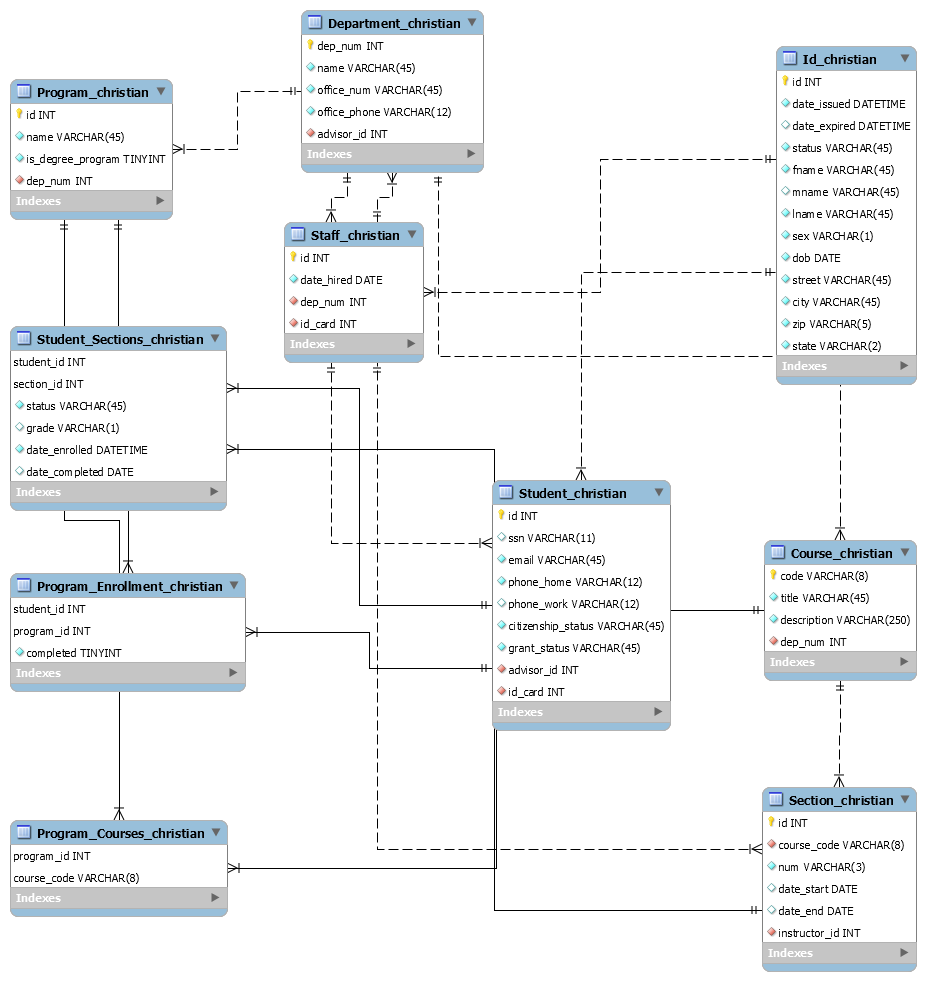 Department_christian
dep_num INT
name VARCHAR(45)
office_num VARCHAR(45)
office_phone VARCHAR(12)
advisor_id INT
Indexes
Id_christian
id INT
date_issued DATETIME
date_expired DATETIME
status VARCHAR(45)
fname VARCHAR(45)
mname VARCHAR(45)
lname VARCHAR(45)
sex VARCHAR(1)
dob DATE
street VARCHAR(45)
city VARCHAR(45)
zip VARCHAR(5)
state VARCHAR(2)
Indexes
Program_christian
id INT
name VARCHAR(45)
is_degree_program TINYINT
dep_num INT
Indexes
Staff_christian
id INT
date_hired DATE
dep_num INT
id_card INT
Indexes
Student_Sections_christian
student_id INT
section_id INT
status VARCHAR(45)
grade VARCHAR(1)
date_enrolled DATETIME
date_completed DATE
Indexes
Student_christian
id INT
ssn VARCHAR(11)
email VARCHAR(45)
phone_home VARCHAR(12)
phone_work VARCHAR(12)
citizenship_status VARCHAR(45)
grant_status VARCHAR(45)
advisor_id INT
id_card INT
Indexes
Course_christian
code VARCHAR(8)
title VARCHAR(45)
description VARCHAR(250)
dep_num INT
Indexes
Program_Enrollment_christian
student_id INT
program_id INT
completed TINYINT
Indexes
Section_christian
id INT
course_code VARCHAR(8)
num VARCHAR(3)
date_start DATE
date_end DATE
instructor_id INT
Indexes
Program_Courses_christian
program_id INT
course_code VARCHAR(8)
Indexes